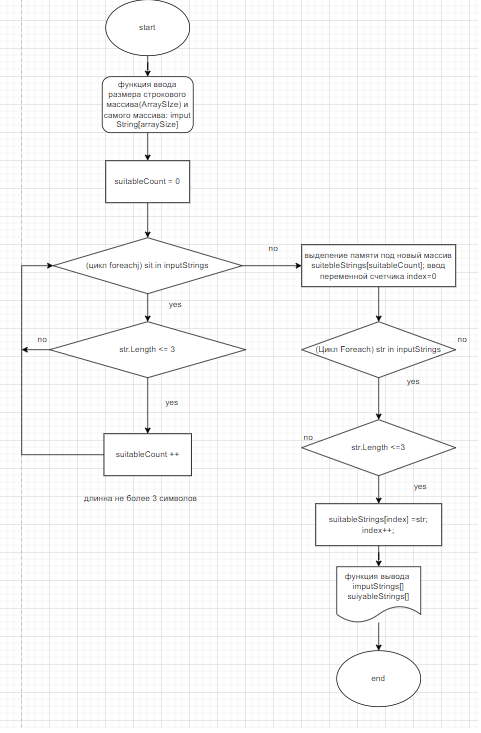 start
функция ввода
размера строкового
массива(ArraySIze) и
самого массива: imput
String[arraySize]
suitableCount = 0
(цикл foreachj) sit in inputStrings
no
yes
no
str.Length <= 3
yes
suitableCount ++
длинна не более 3 символов
выделение памяти под новый массив
suitebleStrings[suitableCount]; ввод
переменной счетчика index=0
(Цикл Foreach) str in inputStrings
no
yes
no
str.Length <=3
yes
suitableStrings[index] =str;
index++;
функция вывода
imputStrings[]
suiyableStrings[]
end